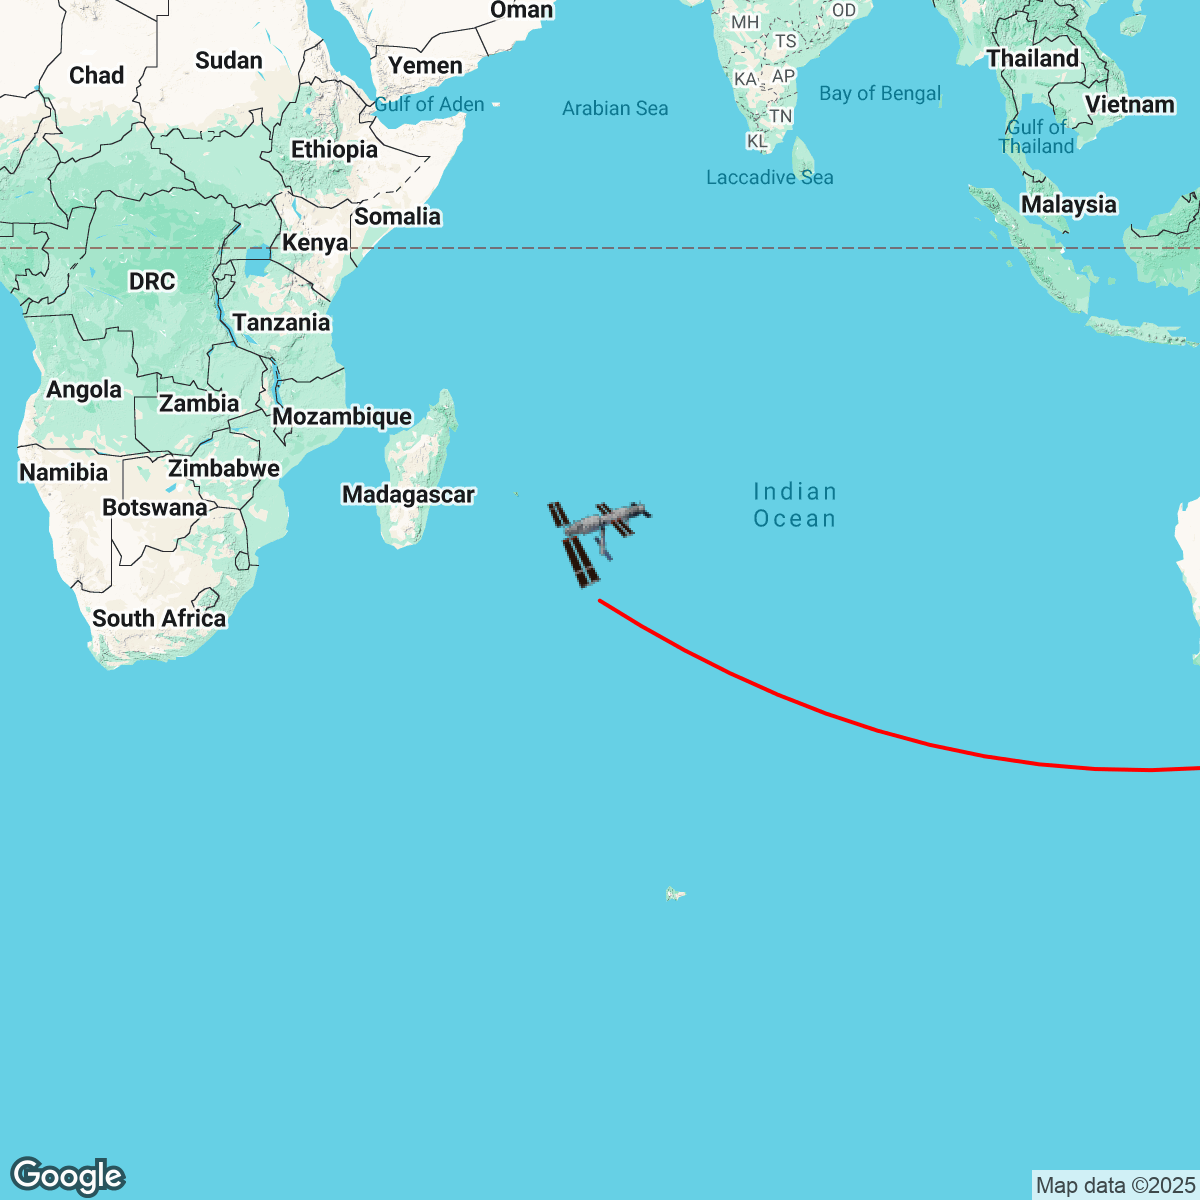 Oman
MH
OD
TS
Sudan
Yemen
Chad
Thailand
KA
AP
Gulf of Aden
Arabian Sea
Bay of Bengal
Vietnam
TN
Gulf of
Thailand
KL
Ethiopia
Laccadive Sea
Malaysia
Somalia
Kenya
DRC
Tanzania
Angola
Zambia
Mozambique
Namibia
Zimbabwe
Botswana
Madagascar
Indian
Ocean
South Africa
Google
Map data ©2025